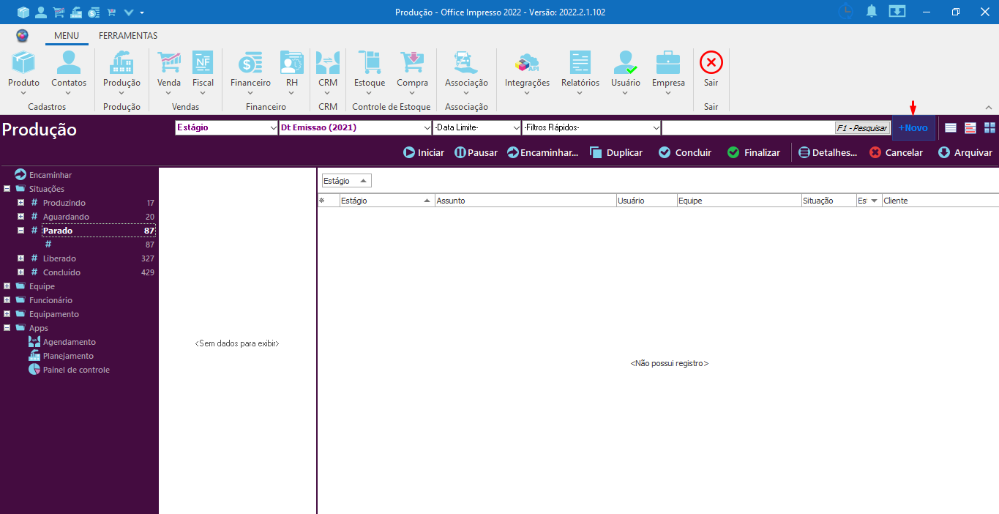 Produção - Office Impresso 2022 - Versão: 2022.2.1.102
MENU FERRAMENTAS
NF API
Produto Contatos Produção Venda Fiscal Financeiro RH CRM Estoque Compra Associação Integrações Relatórios Usuário Empresa Sair
Cadastros Produção Vendas Financeiro CRM Controle de Estoque Associação Sair
Produção Estágio Dt Emissao (2021) -Data Limite- -Filtros Rápidos- F1 - Pesquisar +Novo
Iniciar Pausar Encaminhar... Duplicar Concluir Finalizar Detalhes... Cancelar Arquivar
Encaminhar
Situações
# Produzindo 17
# Aguardando 20
# Parado 87
# 87
# Liberado 327
# Concluído 429
Equipe
Funcionário
Equipamento
Apps
Agendamento
Planejamento
Painel de controle
<Sem dados para exibir>
Estágio
Estágio Assunto Usuário Equipe Situação Es Cliente
<Não possui registro>